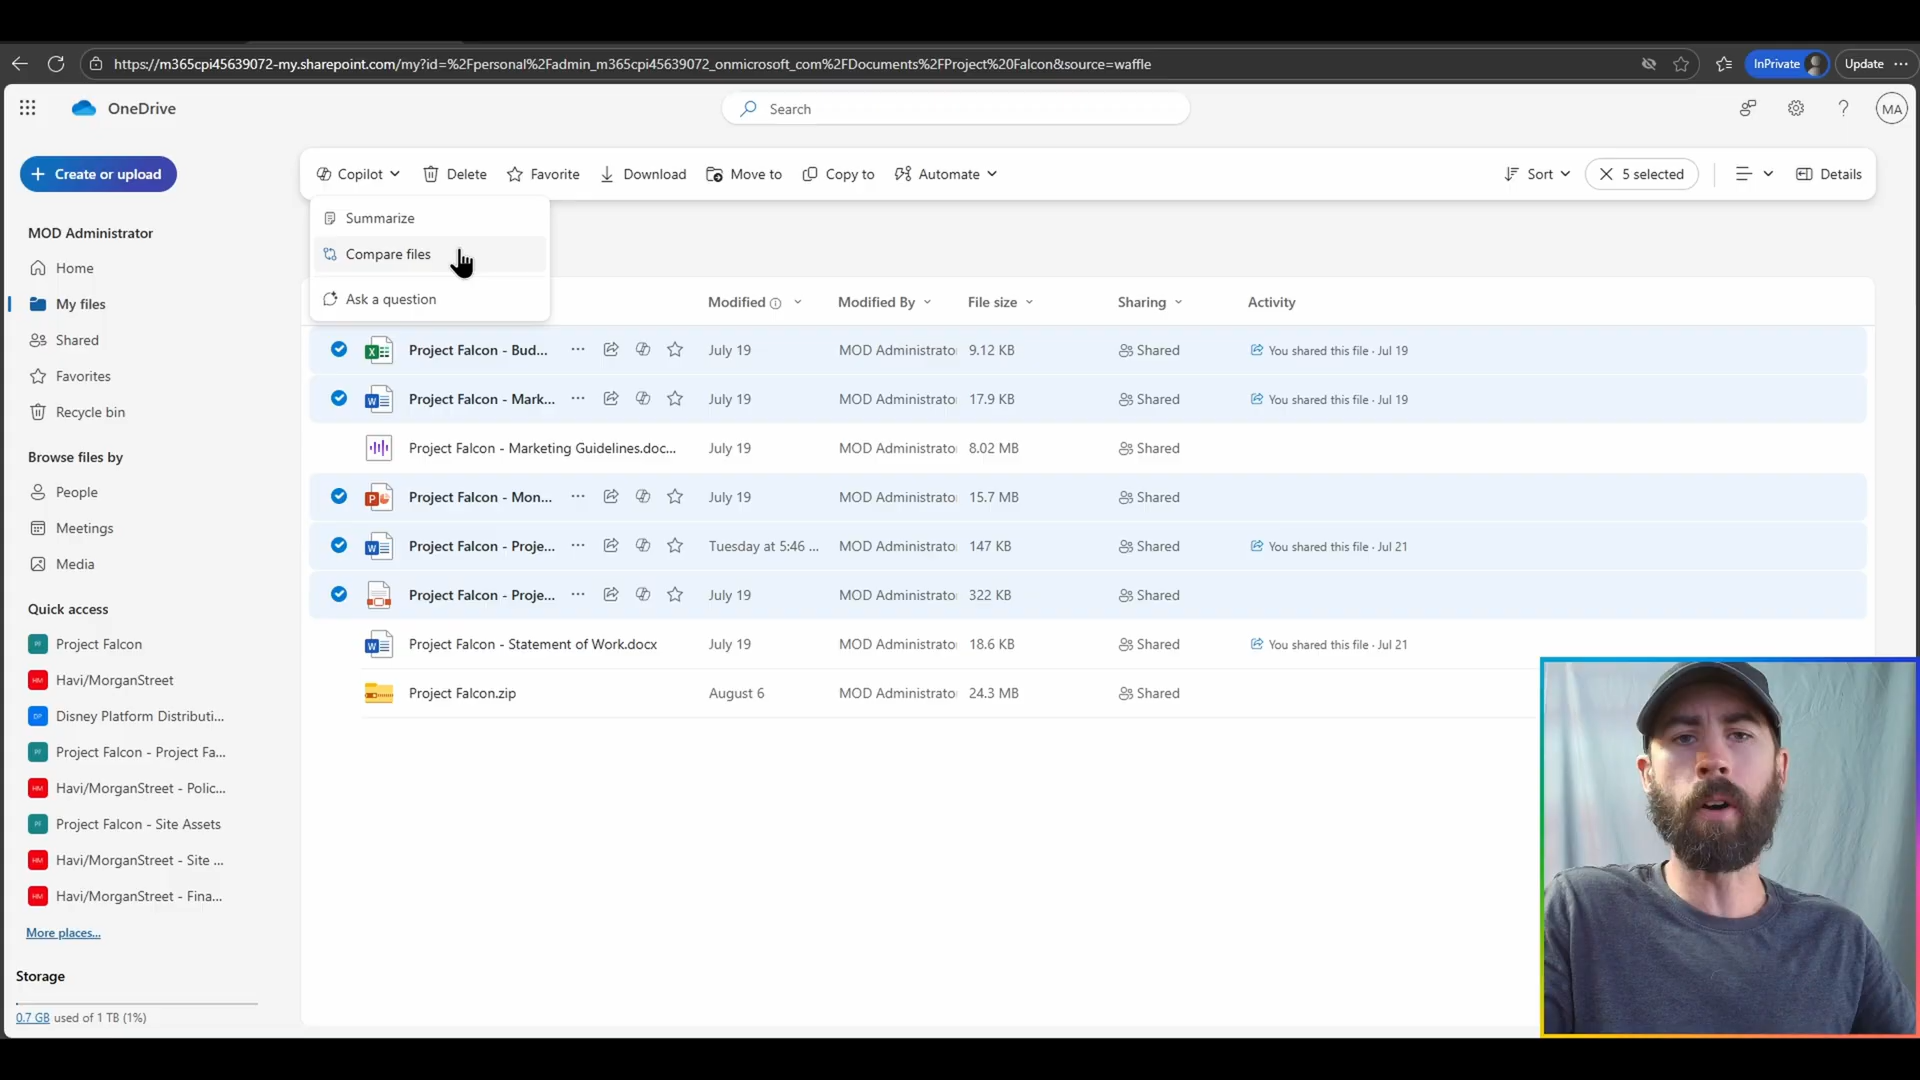 https://m365cpi45639072-my.sharepoint.com/my?id=%2Fpersonal%2Fadmin_m365cpi45639072_onmicrosoft_com%2FDocuments%2FProject%20Falcon&source=waffle
InPrivate
Update
OneDrive
Search
MA
Create or upload
Copilot
Delete
Favorite
Download
Move to
Copy to
Automate
Sort
5 selected
Details
Summarize
Compare files
Ask a question
MOD Administrator
Home
My files
Shared
Favorites
Recycle bin
Browse files by
People
Meetings
Media
Quick access
Project Falcon
Havi/MorganStreet
Disney Platform Distributi...
Project Falcon - Project Fa...
Havi/MorganStreet - Polic...
Project Falcon - Site Assets
Havi/MorganStreet - Site ...
Havi/MorganStreet - Fina...
More places...
Storage
0.7 GB used of 1 TB (1%)
Modified Modified By File size Sharing Activity
Project Falcon - Bud... July 19 MOD Administrato 9.12 KB Shared You shared this file · Jul 19
Project Falcon - Mark... July 19 MOD Administrato 17.9 KB Shared You shared this file · Jul 19
Project Falcon - Marketing Guidelines.doc... July 19 MOD Administrato 8.02 MB Shared
Project Falcon - Mon... July 19 MOD Administrato 15.7 MB Shared
Project Falcon - Proje... Tuesday at 5:46 ... MOD Administrato 147 KB Shared You shared this file · Jul 21
Project Falcon - Proje... July 19 MOD Administrato 322 KB Shared
Project Falcon - Statement of Work.docx July 19 MOD Administrato 18.6 KB Shared You shared this file · Jul 21
Project Falcon.zip August 6 MOD Administrato 24.3 MB Shared